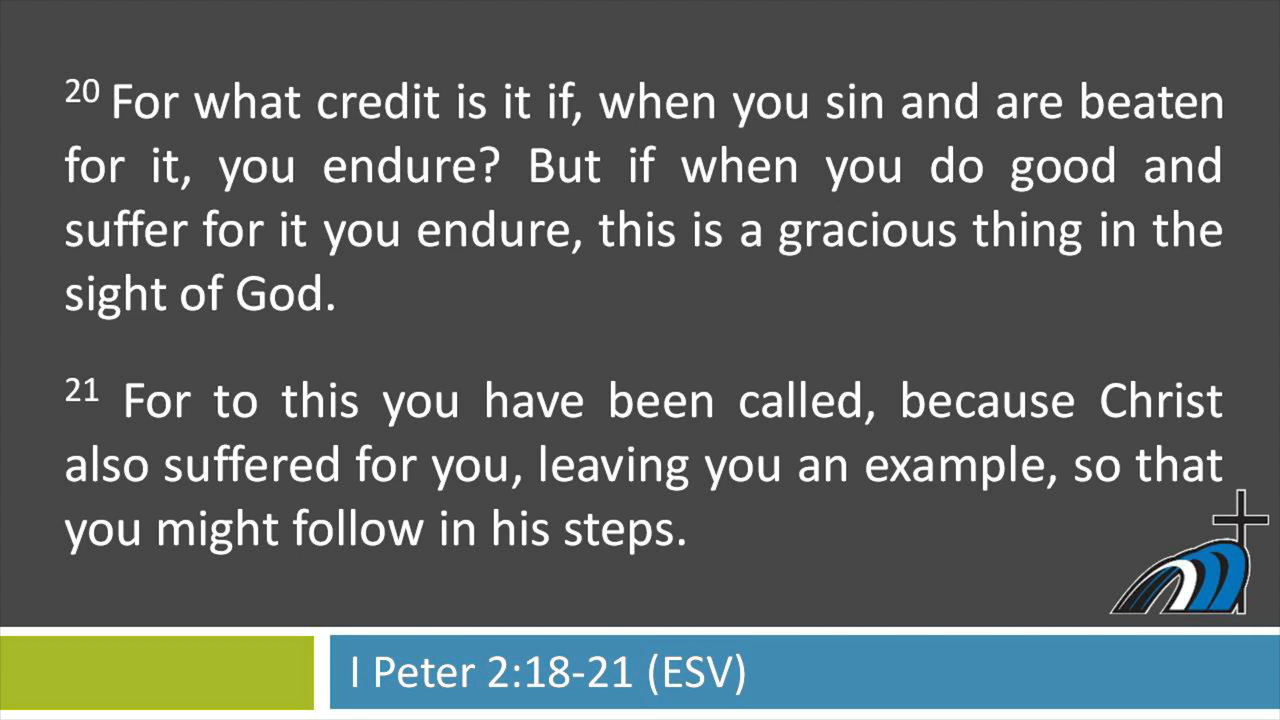 20 For what credit is it if, when you sin and are beaten
for it, you endure? But if when you do good and
suffer for it you endure, this is a gracious thing in the
sight of God.
21 For to this you have been called, because Christ
also suffered for you, leaving you an example, so that
you might follow in his steps.
I Peter 2:18-21 (ESV)